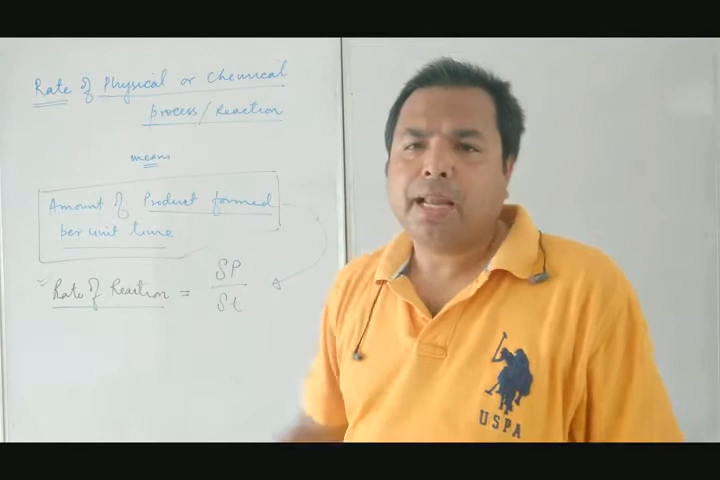 Rate of Physical or Chemical
process/Reaction
means
Amount of Product formed
per unit time
Rate of Reaction = δP
δt
USPA